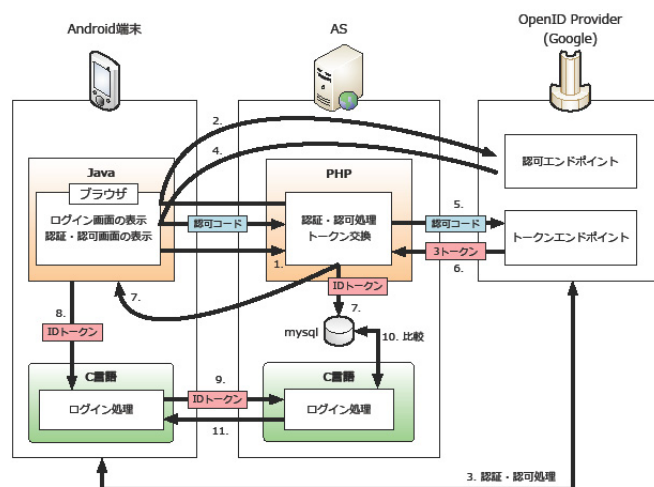 Android端末
AS
OpenID Provider
(Google)
2.
4.
認可エンドポイント
Java
PHP
ブラウザ
ログイン画面の表示
認証・認可画面の表示
認可コード
認証・認可処理
トークン交換
5.
認可コード
トークンエンドポイント
3トークン
1.
6.
7.
IDトークン
8.
7.
IDトークン
mysql
10. 比較
C言語
C言語
9.
ログイン処理
IDトークン
ログイン処理
11.
3. 認証・認可処理